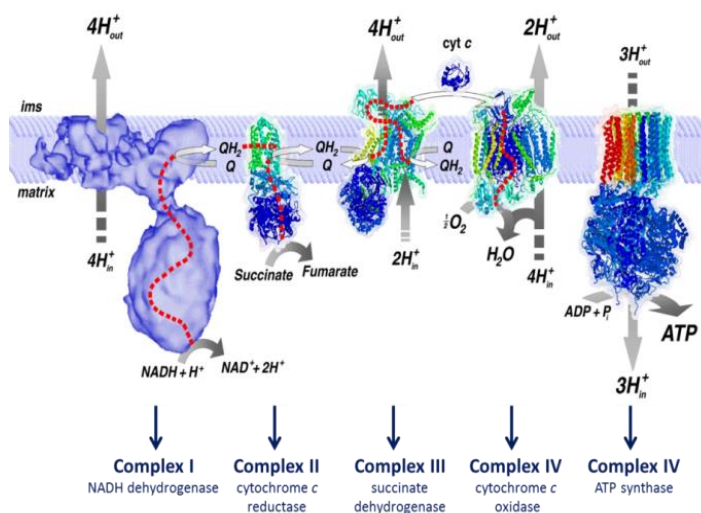 4H⁺out
4H⁺out
cyt c
2H⁺out
3H⁺out
ims
matrix
QH₂
Q
QH₂
Q
Q
QH₂
4H⁺in
Succinate
Fumarate
2H⁺in
½O₂
H₂O
4H⁺in
ADP + Pi
ATP
NADH + H⁺
NAD⁺+ 2H⁺
3H⁺in
Complex I
NADH dehydrogenase
Complex II
cytochrome c
reductase
Complex III
succinate
dehydrogenase
Complex IV
cytochrome c
oxidase
Complex IV
ATP synthase